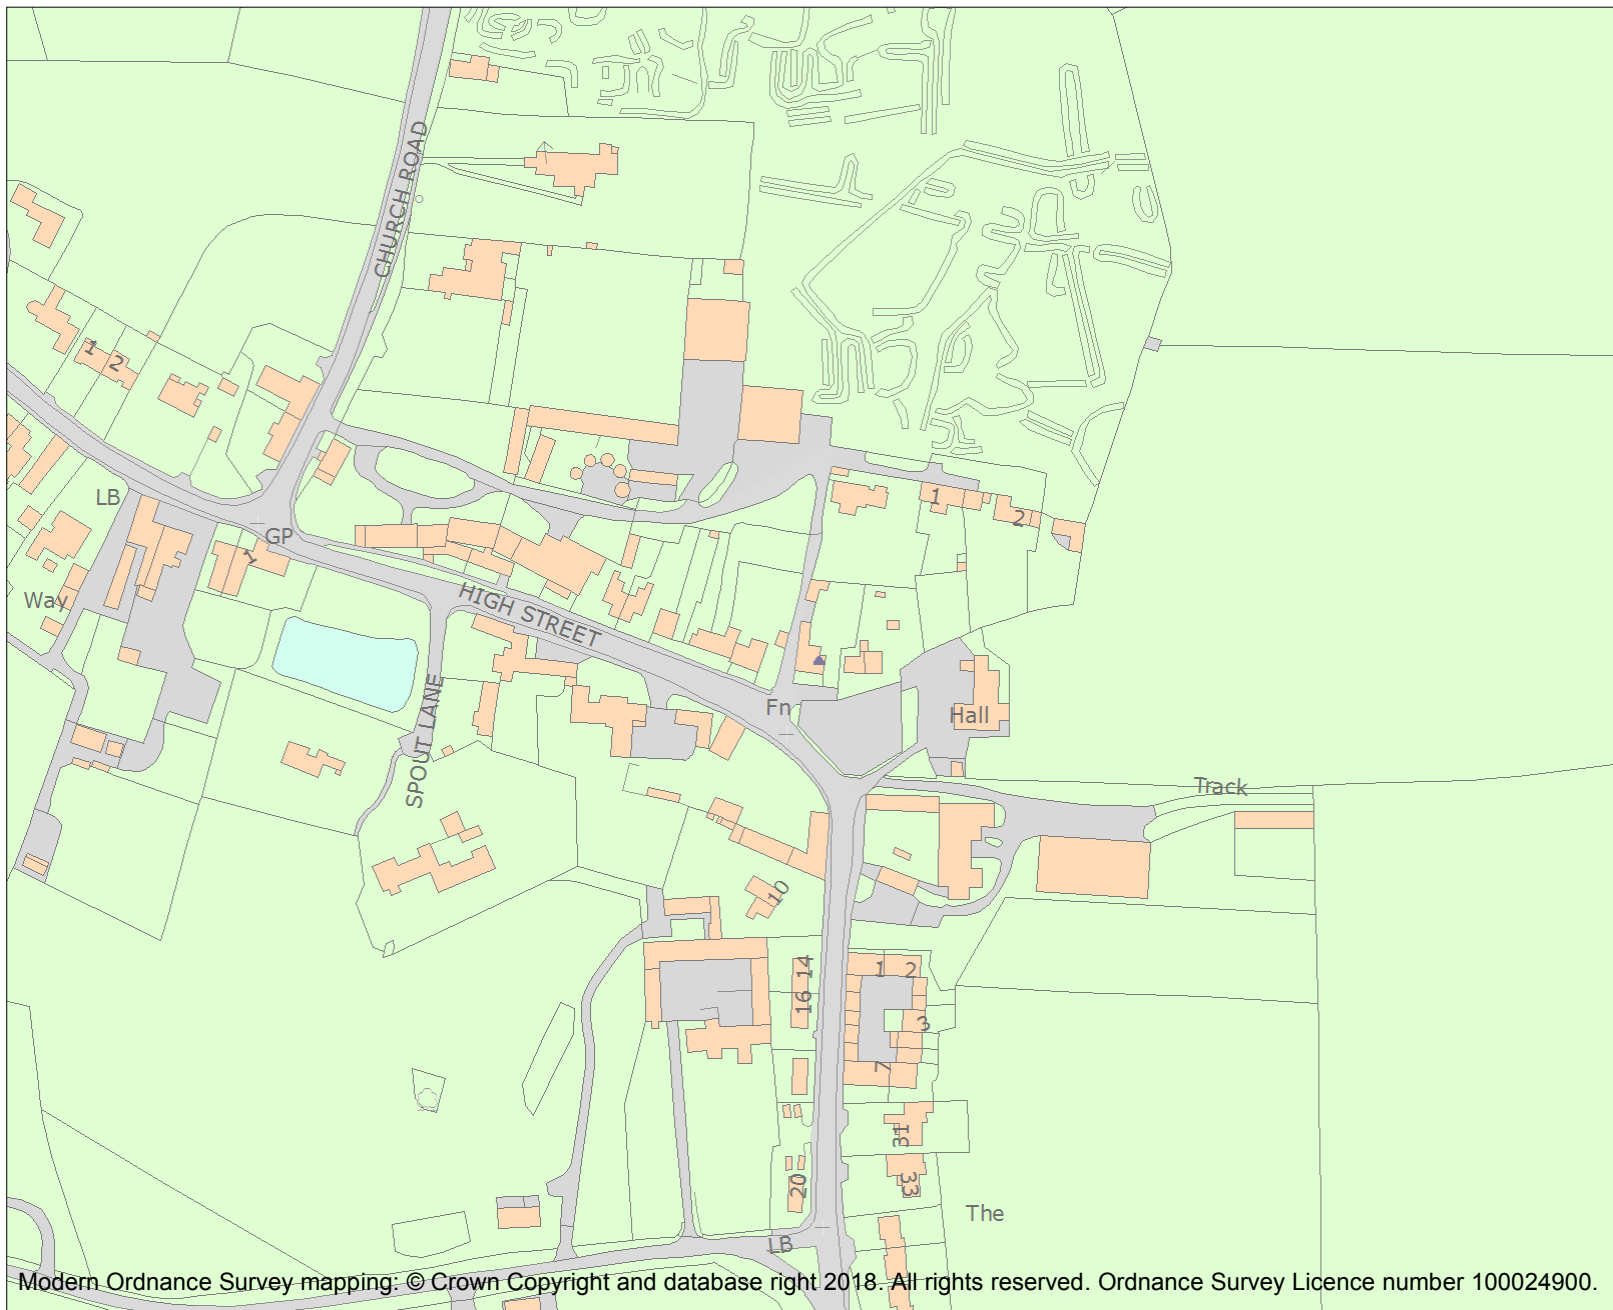 CHURCH ROAD
1
2
LB
1
2
GP
1
Way
HIGH STREET
SPOUT LANE
Fn
Hall
Track
10
14
1
2
16
3
7
31
20
33
The
LB
Modern Ordnance Survey mapping: © Crown Copyright and database right 2018. All rights reserved. Ordnance Survey Licence number 100024900.